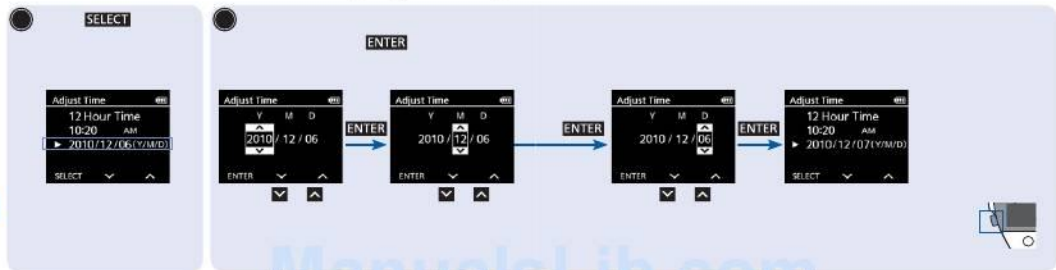 SELECT
Adjust Time
12 Hour Time
10:20 AM
2010/12/06(Y/M/D)
SELECT
ENTER
Adjust Time
Y M D
2010/12/06
ENTER
ENTER
Adjust Time
Y M D
2010/12/06
ENTER
ENTER
Adjust Time
Y M D
2010/12/06
ENTER
ENTER
Adjust Time
12 Hour Time
10:20 AM
2010/12/07(Y/M/D)
SELECT
ManualsLib.com